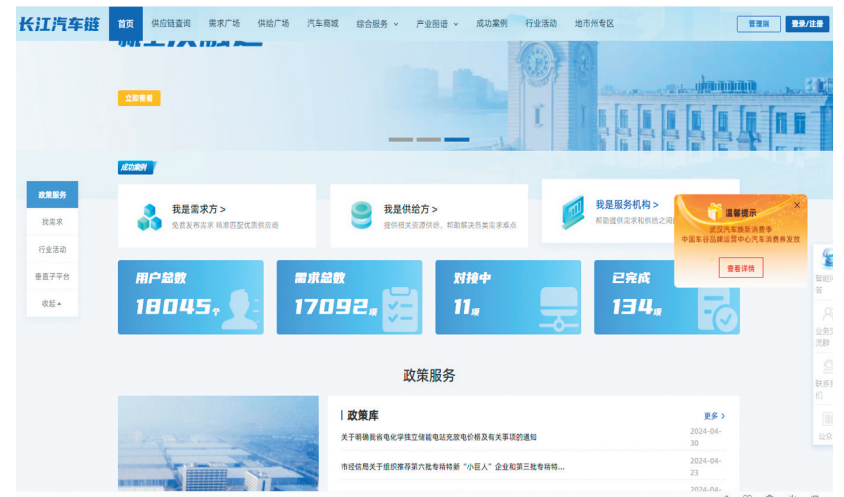 长江汽车链
首页 供应链查询 需求广场 供给广场 汽车商城 综合服务 产业图谱 成功案例 行业活动 地市州专区
管理端 登录/注册
立即查看
成功案例
政策服务
我需求
行业活动
垂直子平台
收起
我是需求方 >
免费发布需求 精准匹配优质供应商
我是供给方 >
提供相关资源供给，帮助解决各类需求难点
我是服务机构 >
帮助提供需求和供给之间
温馨提示
×
武汉汽车焕新消费季
中国车谷品牌运营中心汽车消费券发放
查看详情
用户总数
18045个
需求总数
17092项
对接中
11项
已完成
134项
智能问
答
业务交
流群
联系我
们
公众
政策服务
政策库
更多 >
关于明确我省电化学独立储能电站充放电价格及有关事项的通知
2024-04-
30
市经信局关于组织推荐第六批专精特新“小巨人”企业和第三批专精特...
2024-04-
23
2024-04-